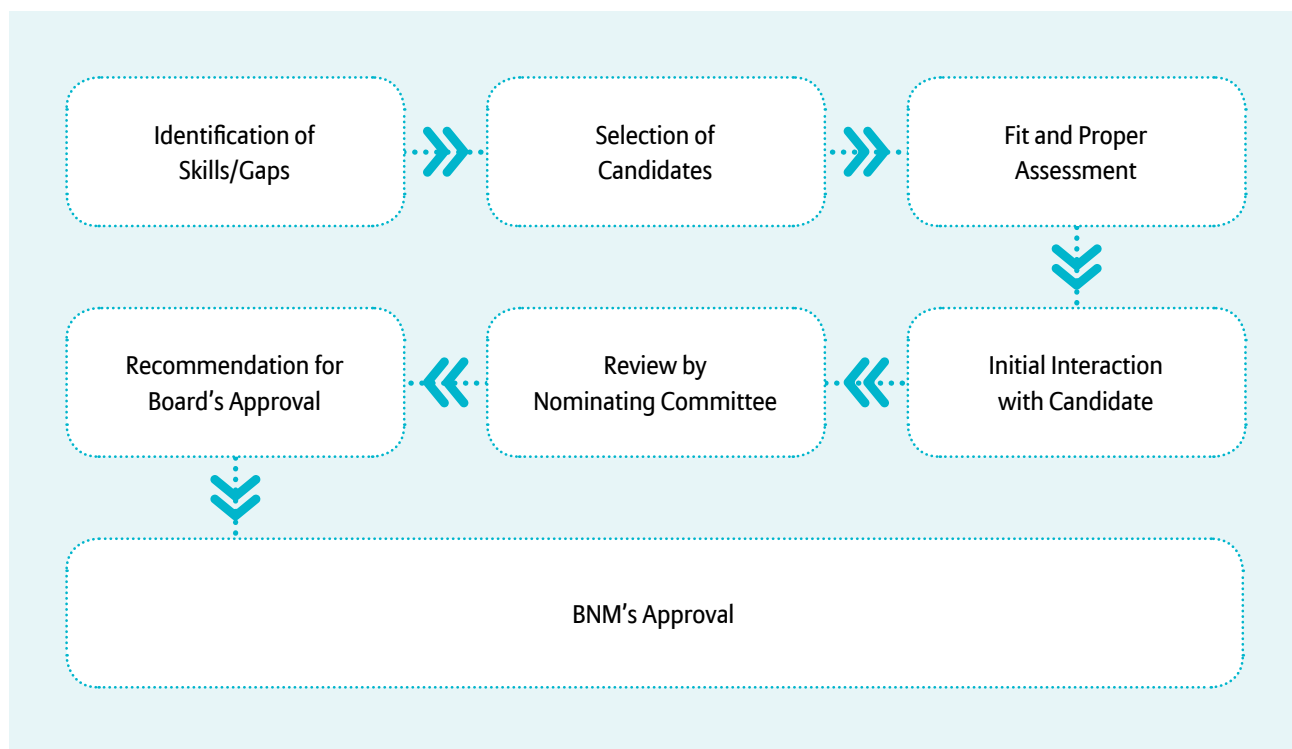 Identification of
Skills/Gaps
Selection of
Candidates
Fit and Proper
Assessment
Initial Interaction
with Candidate
Review by
Nominating Committee
Recommendation for
Board’s Approval
BNM’s Approval